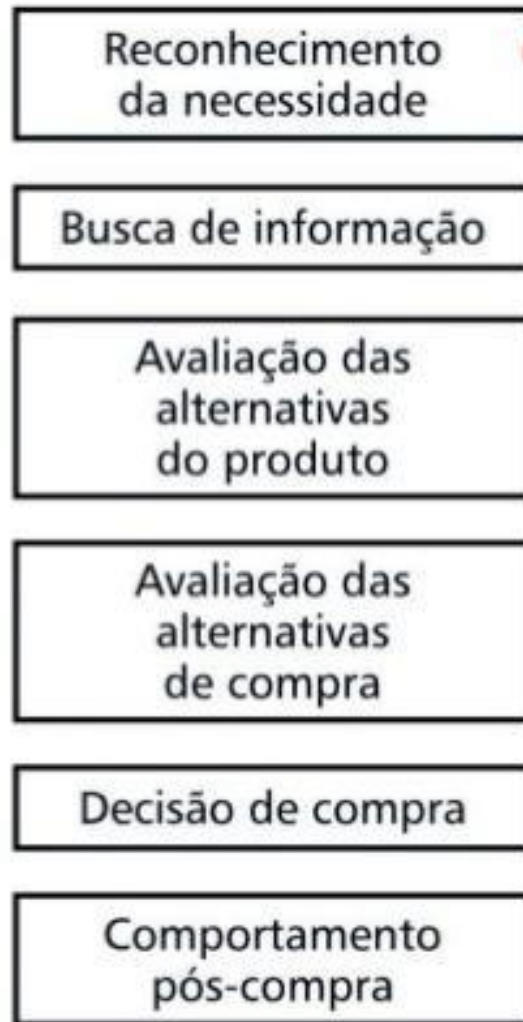 Reconhecimento
da necessidade
Busca de informação
Avaliação das
alternativas
do produto
Avaliação das
alternativas
de compra
Decisão de compra
Comportamento
pós-compra